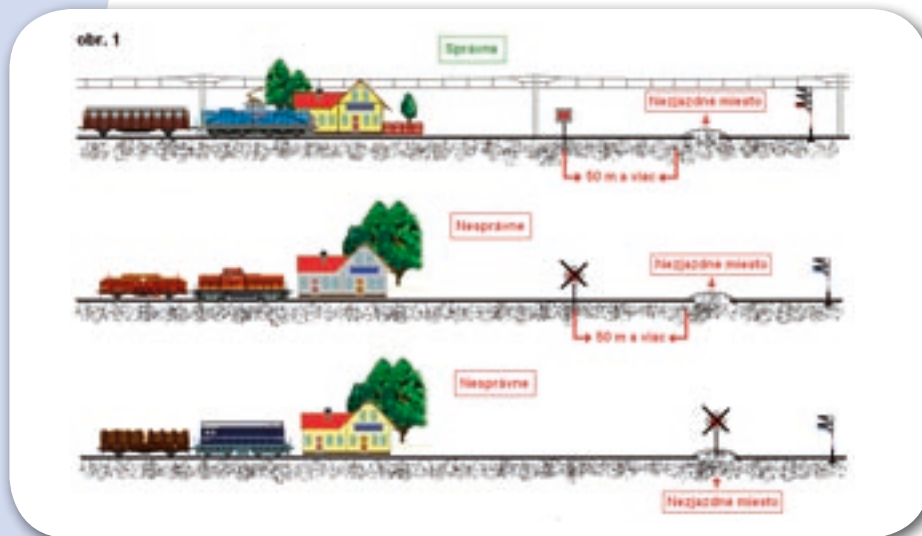 obr. 1
Správne
Nezjazdné miesto
50 m a viac
Nesprávne
Nezjazdné miesto
50 m a viac
Nesprávne
Nezjazdné miesto